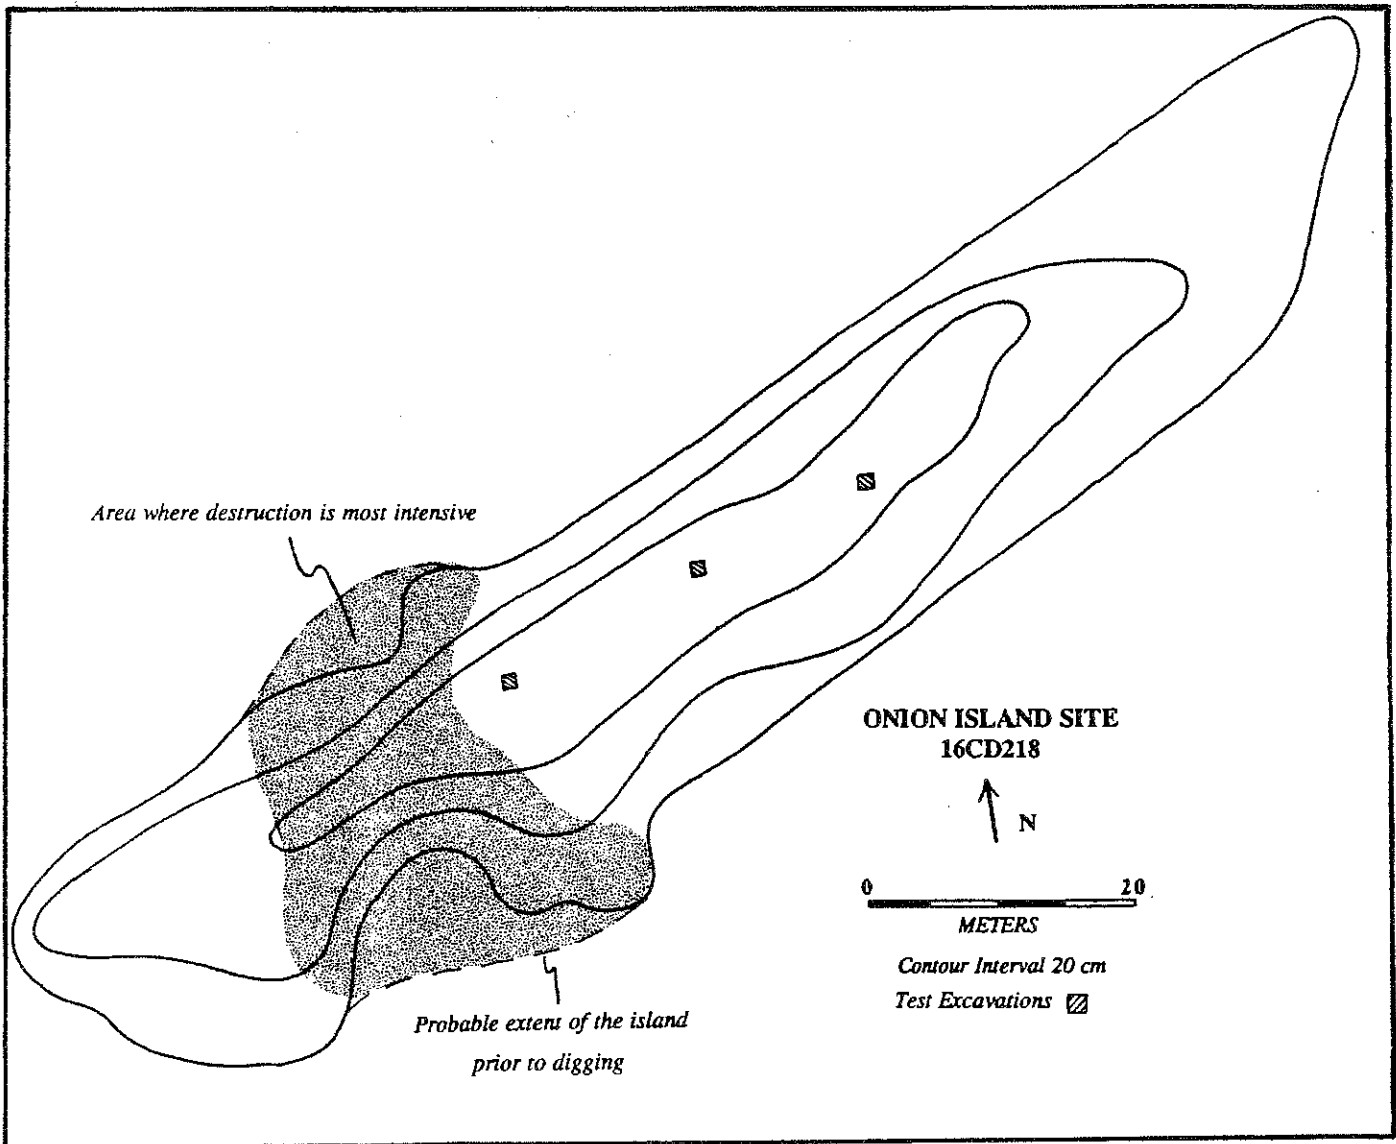 Area where destruction is most intensive
ONION ISLAND SITE
16CD218
N
0 20
METERS
Contour Interval 20 cm
Test Excavations
Probable extent of the island
prior to digging